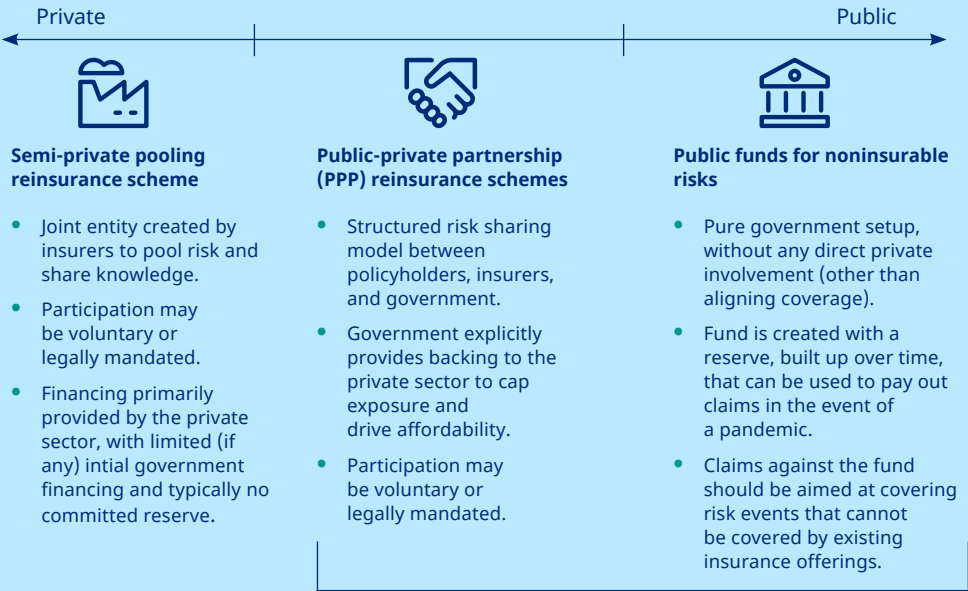 Private
Public
Semi-private pooling
reinsurance scheme
• Joint entity created by
insurers to pool risk and
share knowledge.
• Participation may
be voluntary or
legally mandated.
• Financing primarily
provided by the private
sector, with limited (if
any) intial government
financing and typically no
committed reserve.
Public-private partnership
(PPP) reinsurance schemes
• Structured risk sharing
model between
policyholders, insurers,
and government.
• Government explicitly
provides backing to the
private sector to cap
exposure and
drive affordability.
• Participation may
be voluntary or
legally mandated.
Public funds for noninsurable
risks
• Pure government setup,
without any direct private
involvement (other than
aligning coverage).
• Fund is created with a
reserve, built up over time,
that can be used to pay out
claims in the event of
a pandemic.
• Claims against the fund
should be aimed at covering
risk events that cannot
be covered by existing
insurance offerings.